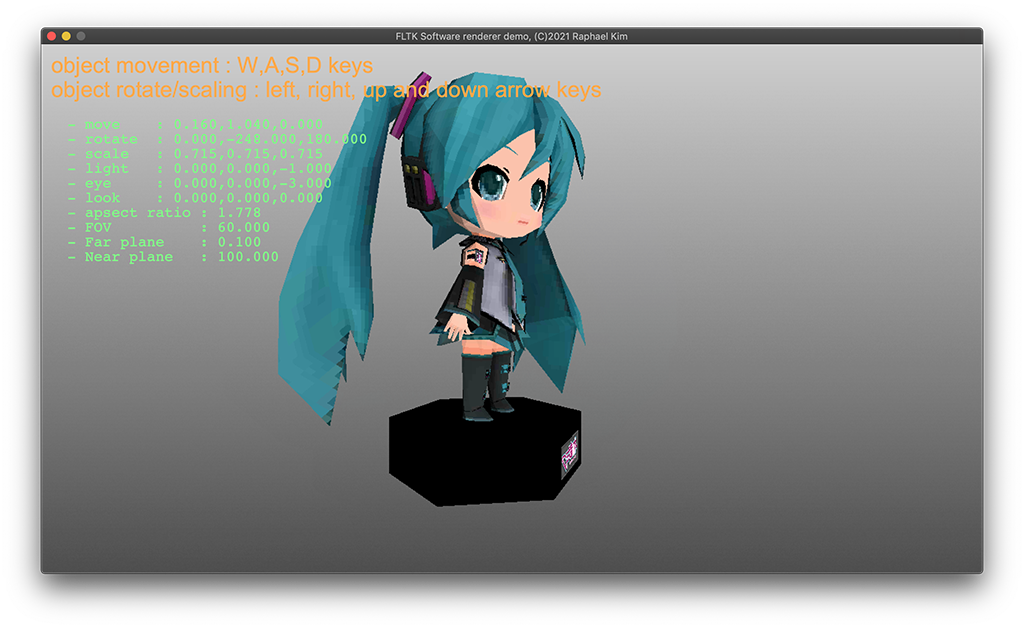 FLTK Software renderer demo, (C)2021 Raphael Kim
object movement : W,A,S,D keys
object rotate/scaling : left, right, up and down arrow keys
- move : 0.160,1.040,0.000
- rotate : 0.000,-248.000,180.000
- scale : 0.715,0.715,0.715
- light : 0.000,0.000,-1.000
- eye : 0.000,0.000,-3.000
- look : 0.000,0.000,0.000
- apsect ratio : 1.778
- FOV : 60.000
- Far plane : 0.100
- Near plane : 100.000